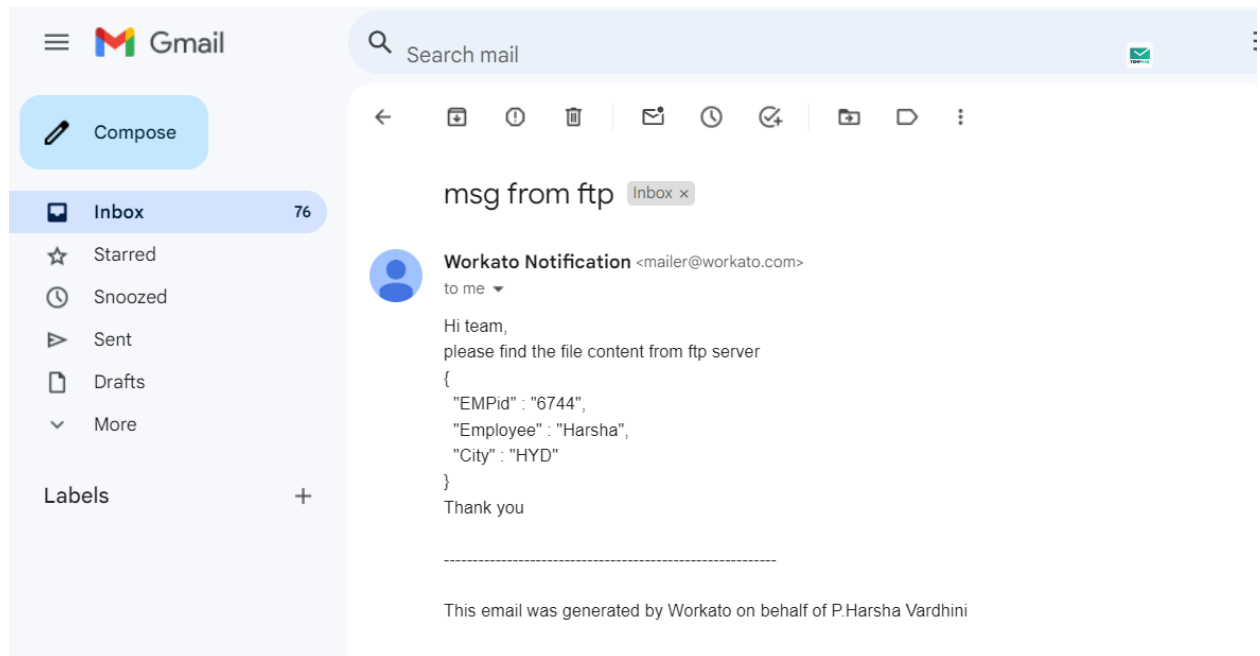 Gmail
Search mail
Compose
Inbox 76
Starred
Snoozed
Sent
Drafts
More
Labels
msg from ftp Inbox ×
Workato Notification <mailer@workato.com>
to me
Hi team,
please find the file content from ftp server
{
"EMPid" : "6744",
"Employee" : "Harsha",
"City" : "HYD"
}
Thank you
-----------------------------------------------------------
This email was generated by Workato on behalf of P.Harsha Vardhini